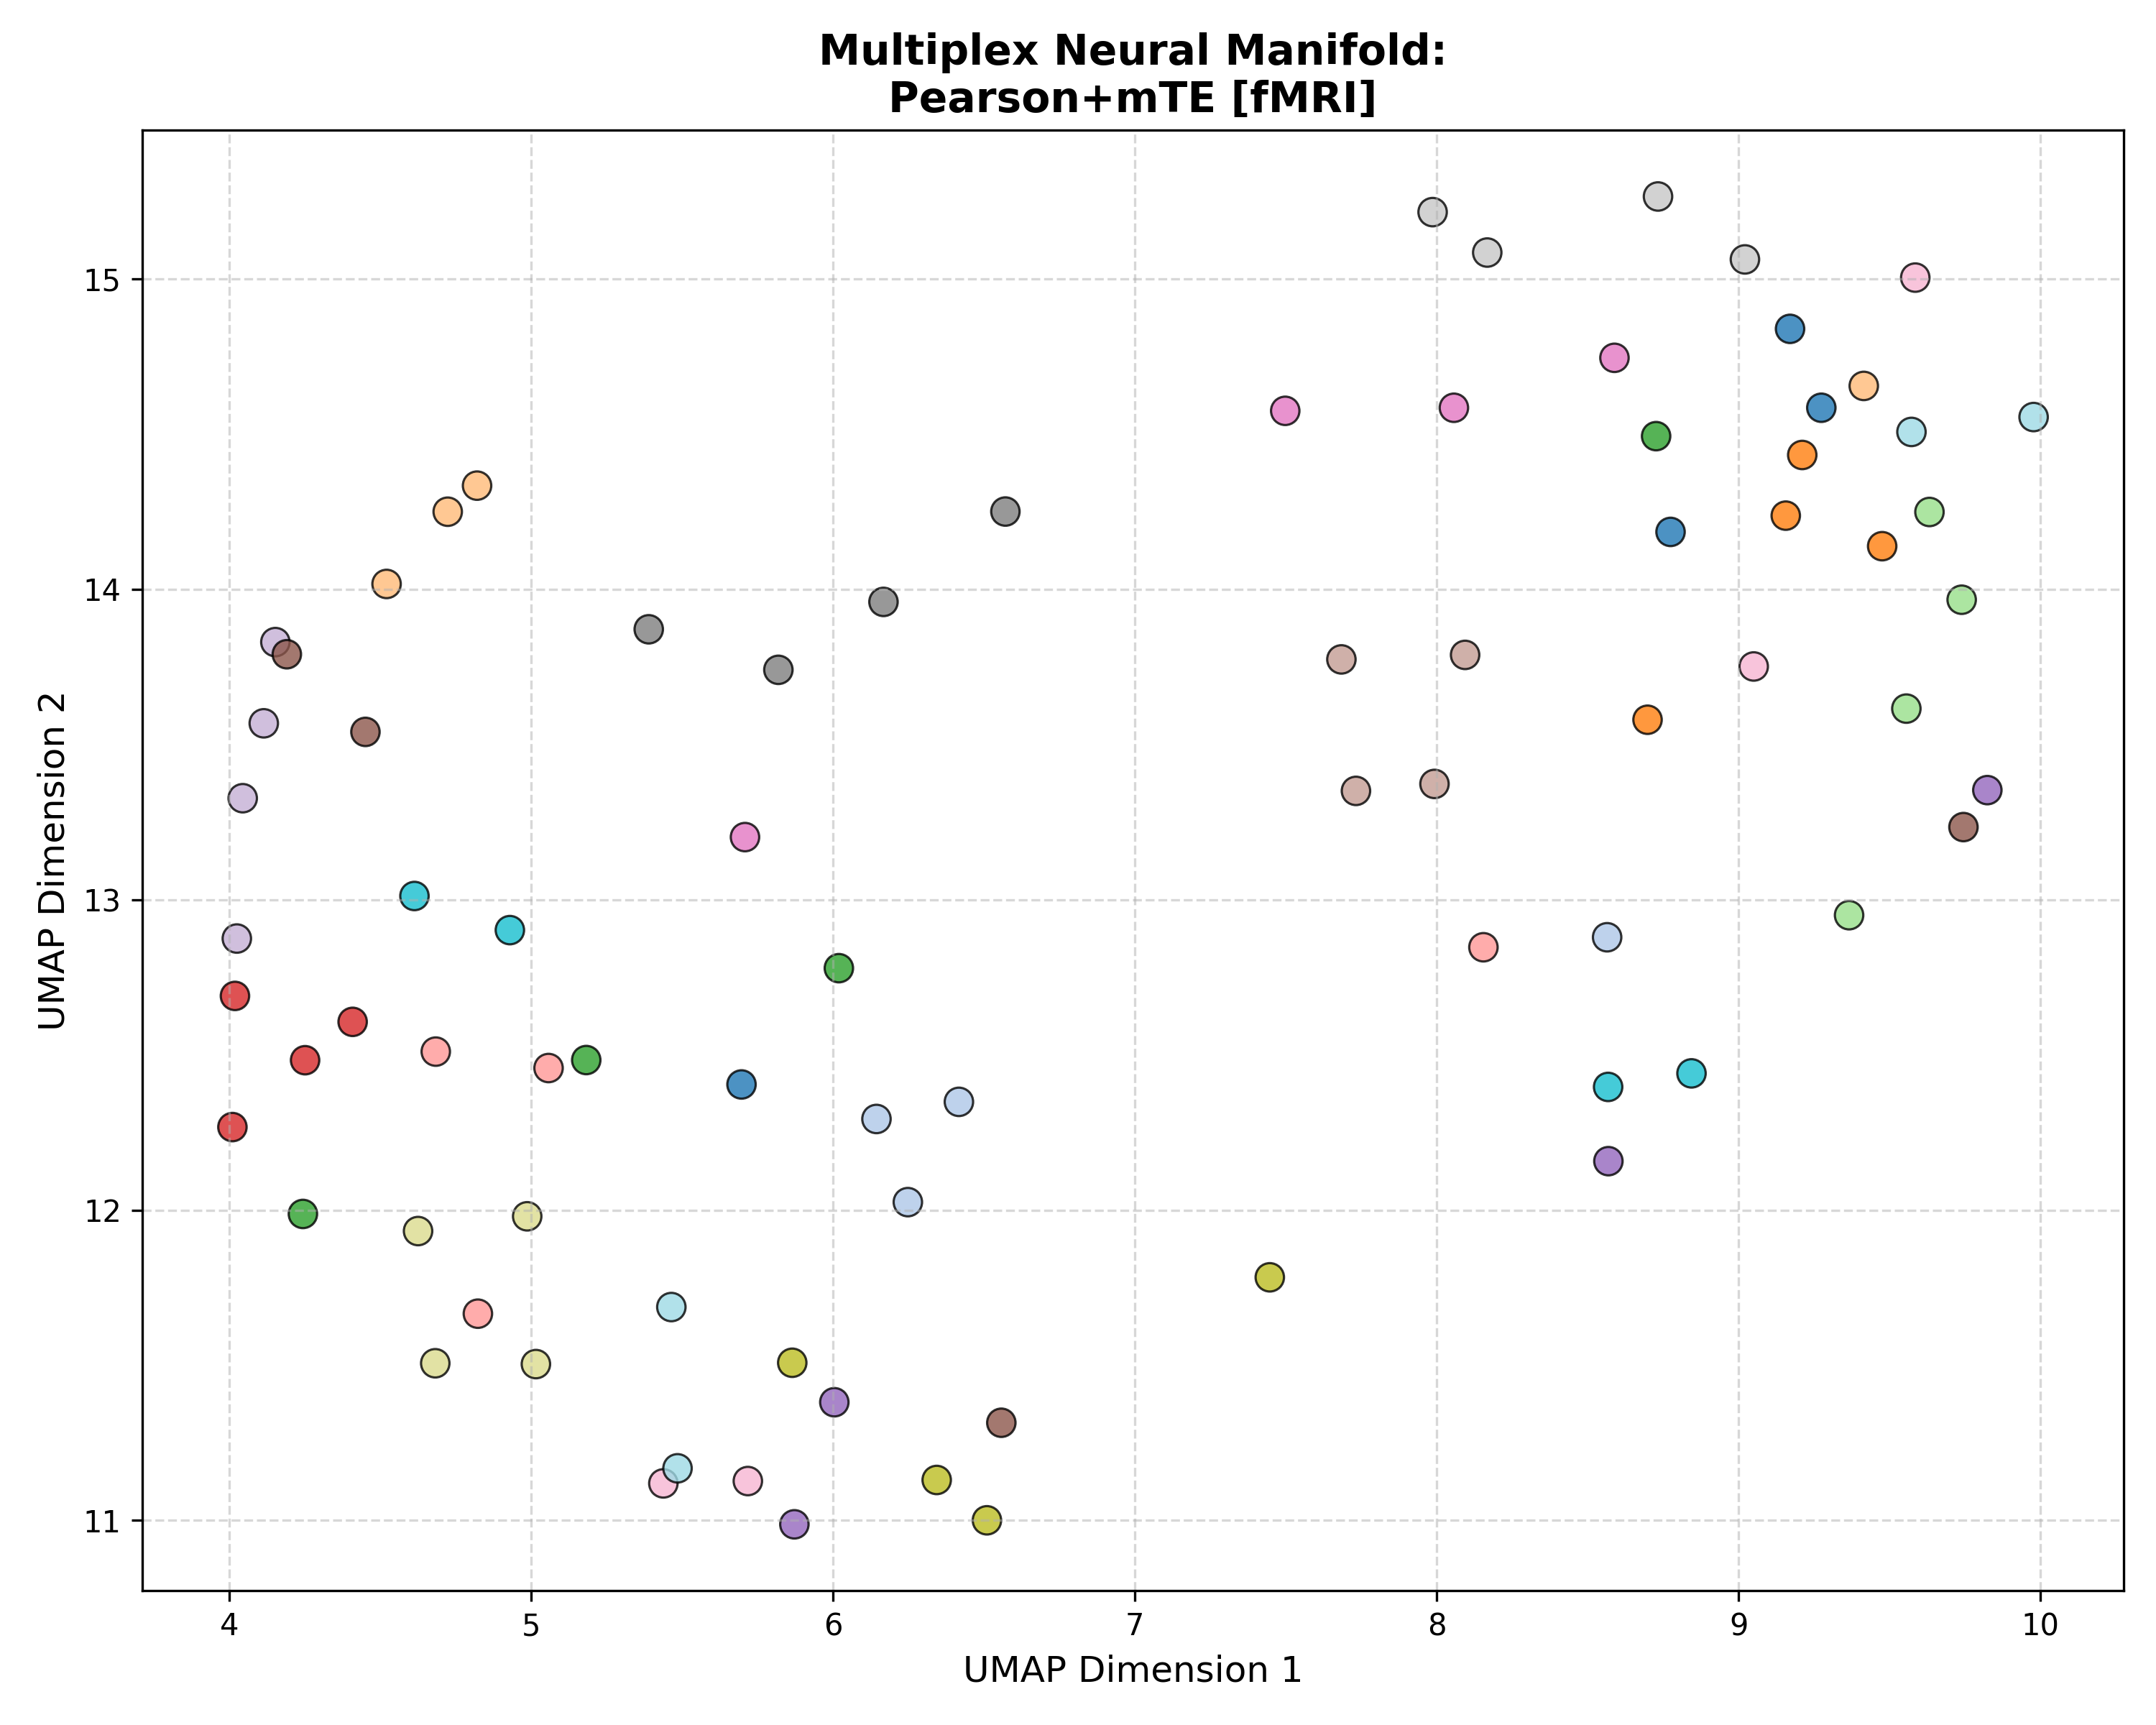 Multiplex Neural Manifold:
Pearson+mTE [fMRI]
15
14
13
12
11
UMAP Dimension 2
4 5 6 7 8 9 10
UMAP Dimension 1